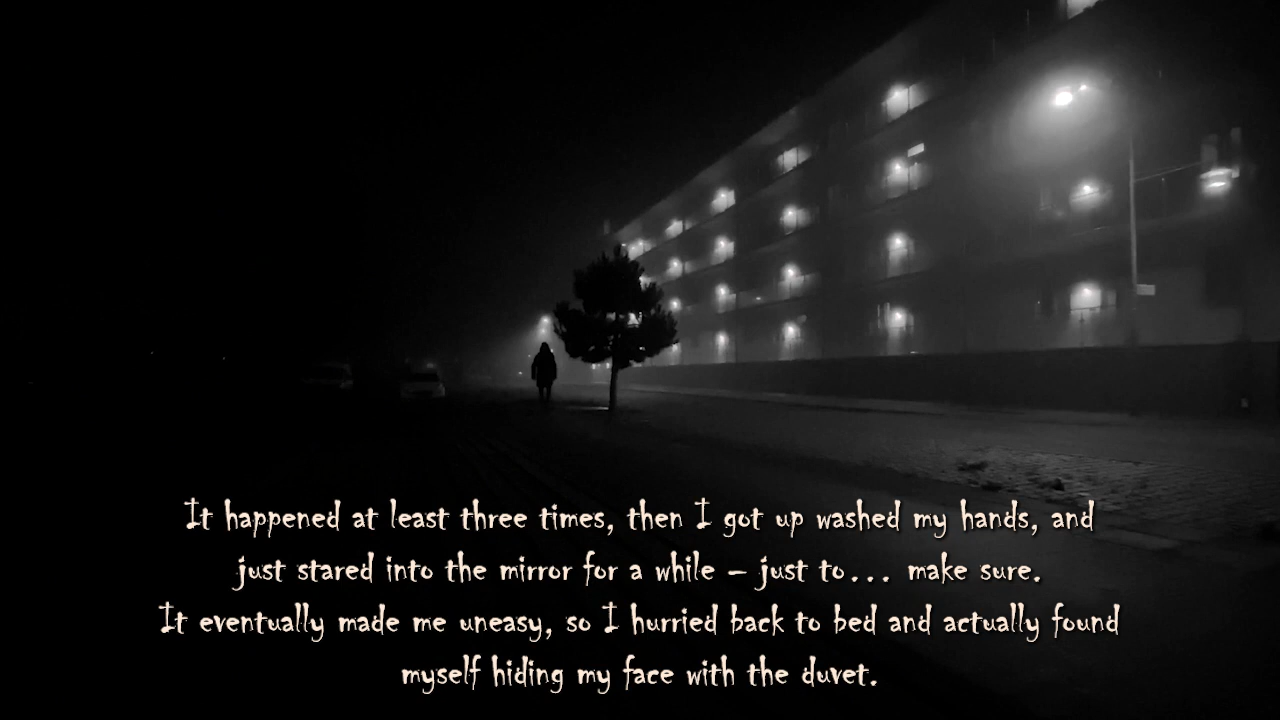 It happened at least three times, then I got up washed my hands, and
just stared into the mirror for a while – just to… make sure.
It eventually made me uneasy, so I hurried back to bed and actually found
myself hiding my face with the duvet.